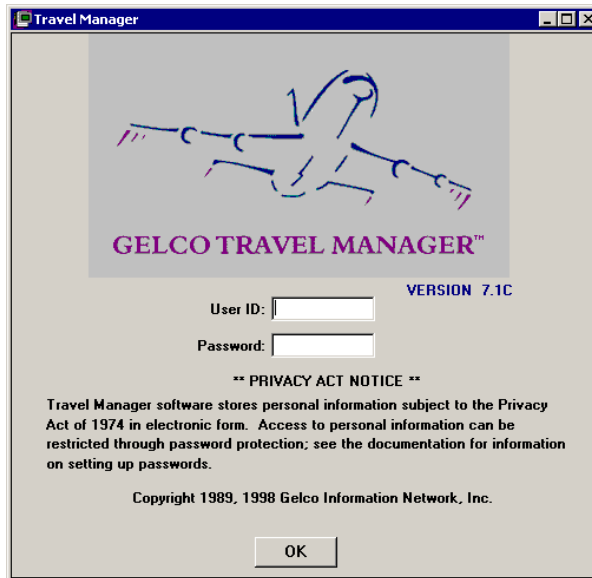 Travel Manager
GELCO TRAVEL MANAGER™
VERSION 7.1C
User ID:
Password:
** PRIVACY ACT NOTICE **
Travel Manager software stores personal information subject to the Privacy
Act of 1974 in electronic form. Access to personal information can be
restricted through password protection; see the documentation for information
on setting up passwords.
Copyright 1989, 1998 Gelco Information Network, Inc.
OK